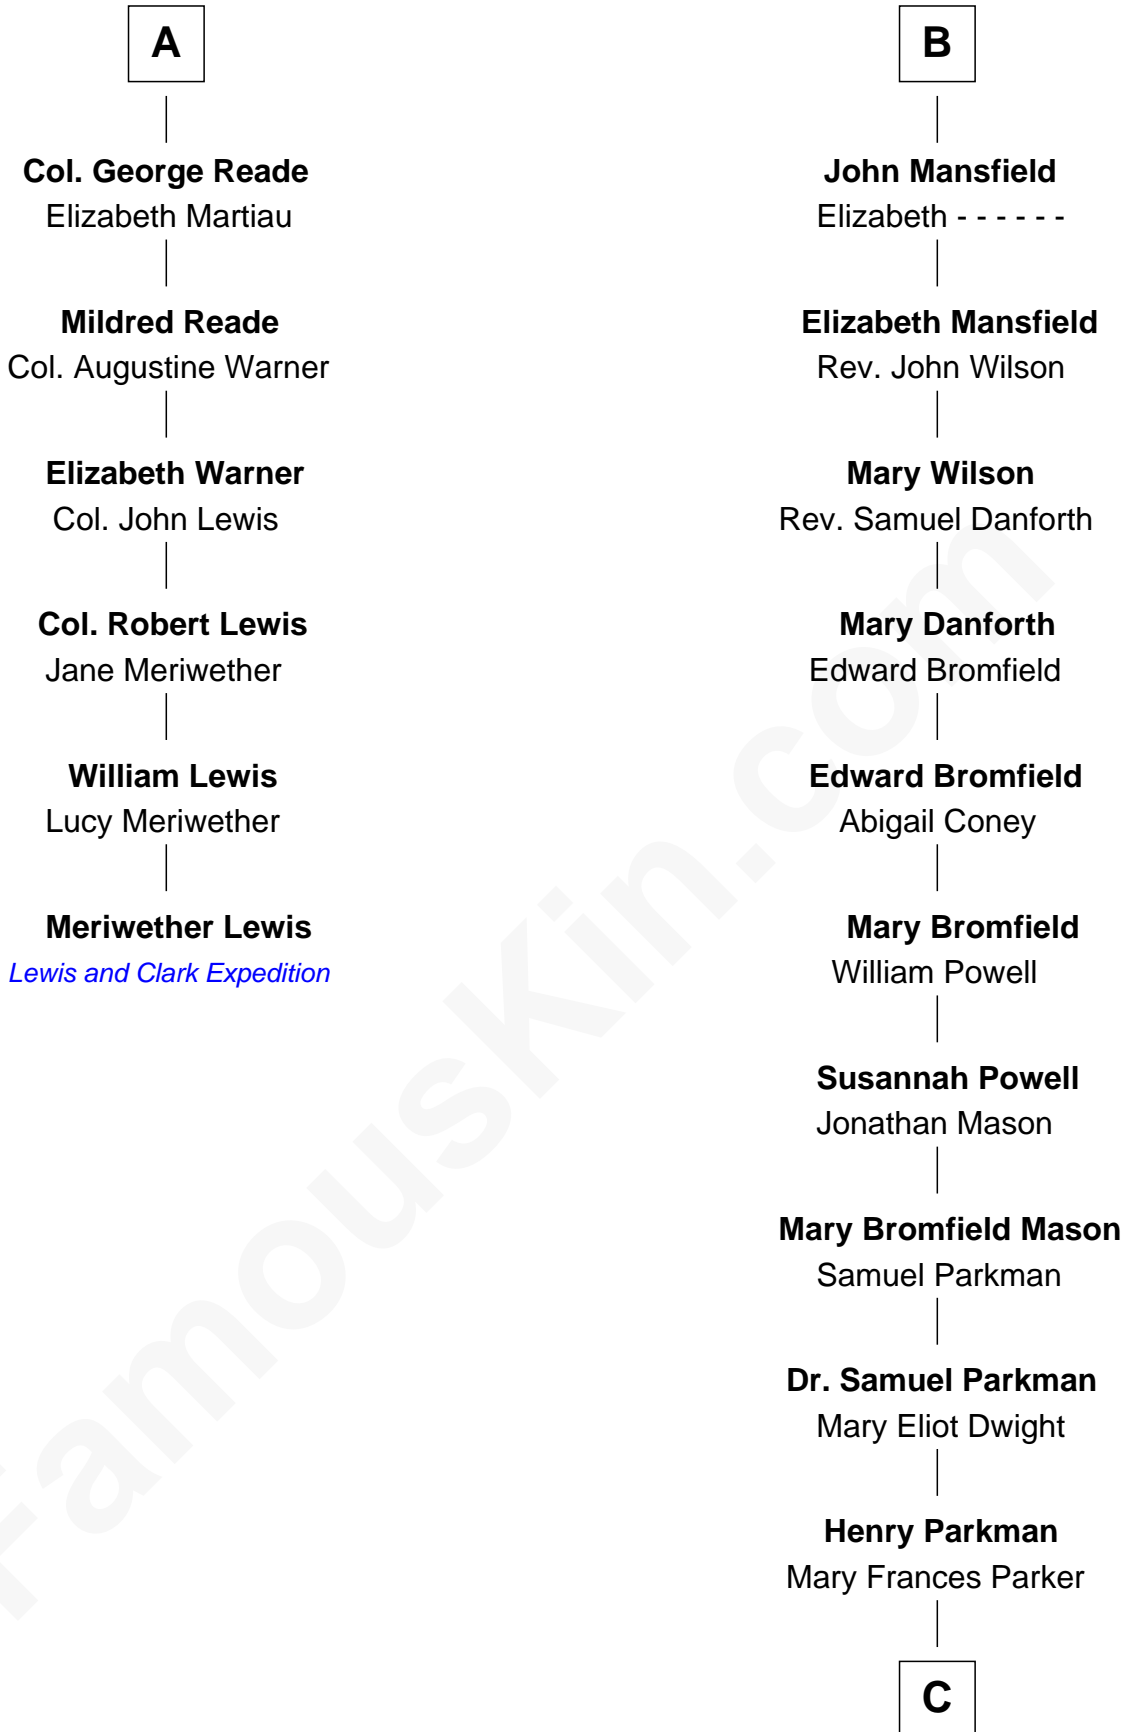 A
Col. George Reade
Elizabeth Martiau
Mildred Reade
Col. Augustine Warner
Elizabeth Warner
Col. John Lewis
Col. Robert Lewis
Jane Meriwether
William Lewis
Lucy Meriwether
Meriwether Lewis
Lewis and Clark Expedition
B
John Mansfield
Elizabeth - - - - - -
Elizabeth Mansfield
Rev. John Wilson
Mary Wilson
Rev. Samuel Danforth
Mary Danforth
Edward Bromfield
Edward Bromfield
Abigail Coney
Mary Bromfield
William Powell
Susannah Powell
Jonathan Mason
Mary Bromfield Mason
Samuel Parkman
Dr. Samuel Parkman
Mary Eliot Dwight
Henry Parkman
Mary Frances Parker
C
FamousKin.com